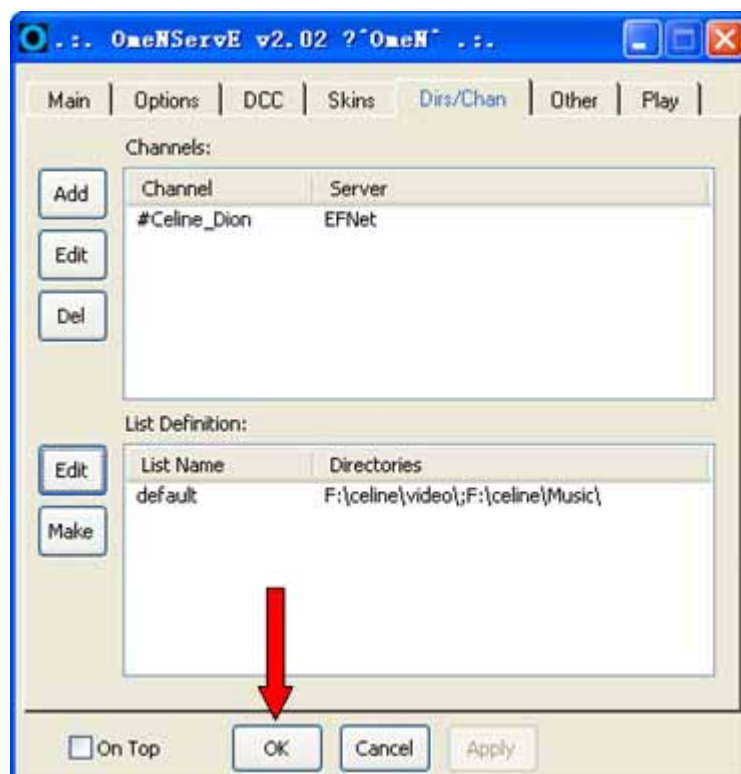 .:. OmeNServE v2.02 ?ˆOmeNˆ .:.
Main Options DCC Skins Dirs/Chan Other Play
Channels:
Add
Edit
Del
Channel Server
#Celine_Dion EFNet
List Definition:
Edit
Make
List Name Directories
default F:\celine\video\;F:\celine\Music\
On Top OK Cancel Apply